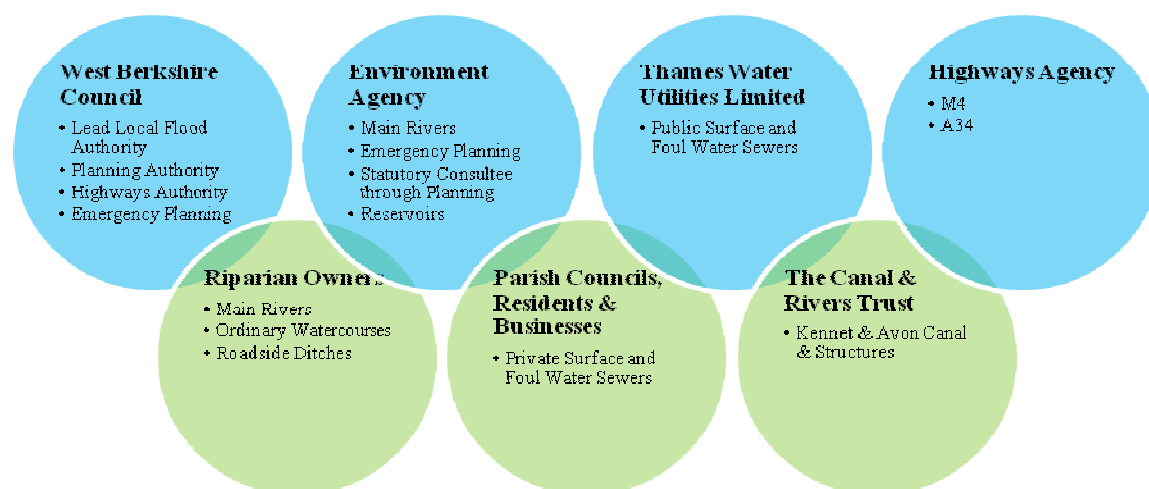 West Berkshire
Council
• Lead Local Flood
Authority
• Planning Authority
• Highways Authority
• Emergency Planning
Environment
Agency
• Main Rivers
• Emergency Planning
• Statutory Consultee
through Planning
• Reservoirs
Thames Water
Utilities Limited
• Public Surface and
Foul Water Sewers
Highways Agency
• M4
• A34
Riparian Owners
• Main Rivers
• Ordinary Watercourses
• Roadside Ditches
Parish Councils,
Residents &
Businesses
• Private Surface and
Foul Water Sewers
The Canal &
Rivers Trust
• Kennet & Avon Canal
& Structures